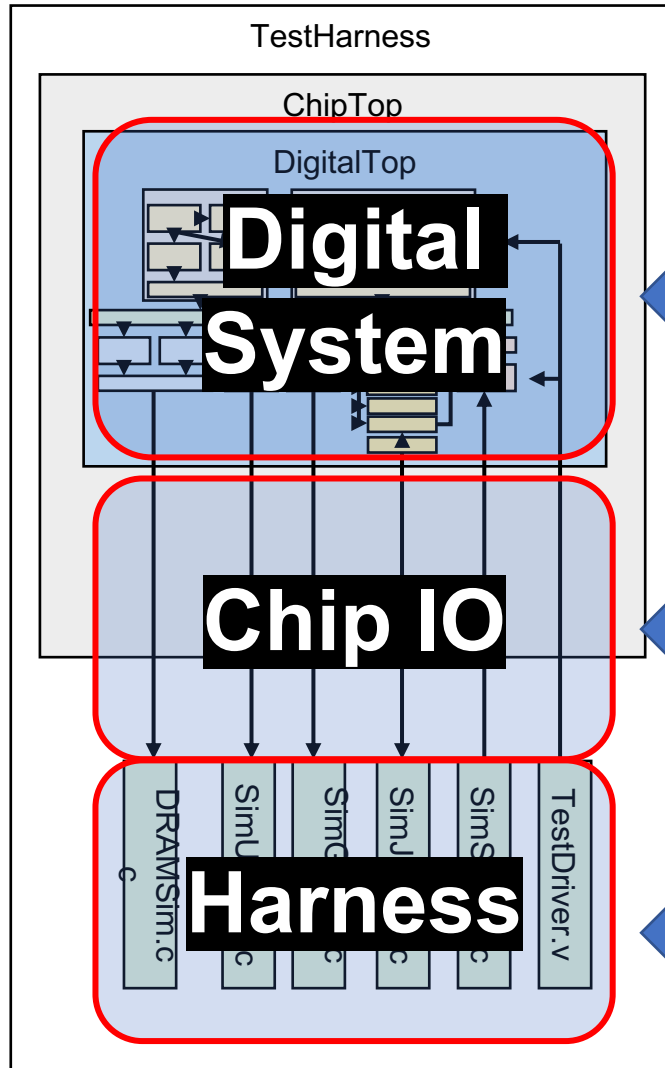 TestHarness
ChipTop
DigitalTop
Digital
System
Chip IO
DRAMSim.c
c
c
c
c
c
TestDriver.v
Harness